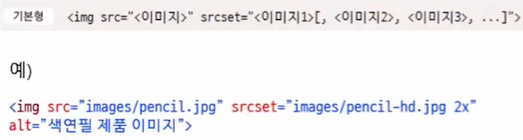 기본형 <img src="<이미지>" srcset="<이미지1>[, <이미지2>, <이미지3>, ...]">
예)
<img src="images/pencil.jpg" srcset="images/pencil-hd.jpg 2x"
alt="색연필 제품 이미지">